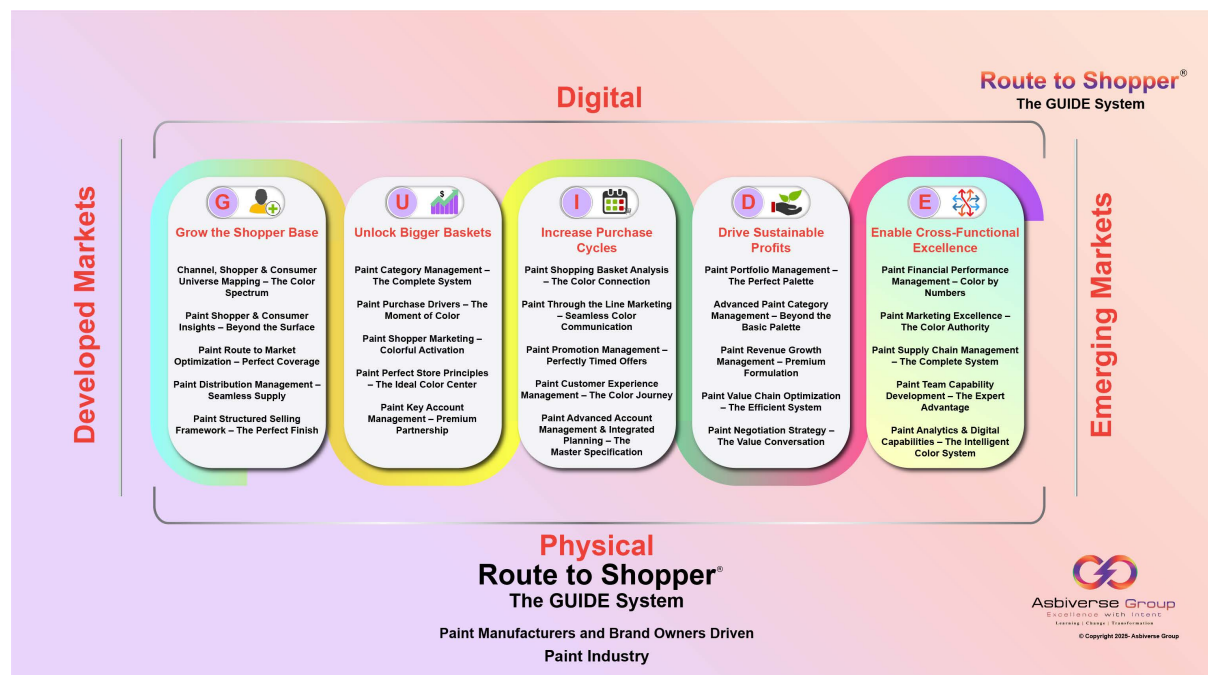 Digital
Route to Shopper®
The GUIDE System
Developed Markets
Emerging Markets
G
Grow the Shopper Base
Channel, Shopper & Consumer
Universe Mapping – The Color
Spectrum
Paint Shopper & Consumer
Insights – Beyond the Surface
Paint Route to Market
Optimization – Perfect Coverage
Paint Distribution Management –
Seamless Supply
Paint Structured Selling
Framework – The Perfect Finish
U
$
Unlock Bigger Baskets
Paint Category Management –
The Complete System
Paint Purchase Drivers – The
Moment of Color
Paint Shopper Marketing –
Colorful Activation
Paint Perfect Store Principles
– The Ideal Color Center
Paint Key Account
Management – Premium
Partnership
I
Increase Purchase
Cycles
Paint Shopping Basket Analysis
– The Color Connection
Paint Through the Line Marketing
– Seamless Color
Communication
Paint Promotion Management –
Perfectly Timed Offers
Paint Customer Experience
Management – The Color Journey
Paint Advanced Account
Management & Integrated
Planning – The
Master Specification
D
Drive Sustainable
Profits
Paint Portfolio Management –
The Perfect Palette
Advanced Paint Category
Management – Beyond the
Basic Palette
Paint Revenue Growth
Management – Premium
Formulation
Paint Value Chain Optimization
– The Efficient System
Paint Negotiation Strategy –
The Value Conversation
E
Enable Cross-Functional
Excellence
Paint Financial Performance
Management – Color by
Numbers
Paint Marketing Excellence –
The Color Authority
Paint Supply Chain Management
– The Complete System
Paint Team Capability
Development – The Expert
Advantage
Paint Analytics & Digital
Capabilities – The Intelligent
Color System
Physical
Route to Shopper®
The GUIDE System
Paint Manufacturers and Brand Owners Driven
Paint Industry
Asbiverse Group
Excellence with Intent
Learning | Change | Transformation
© Copyright 2025- Asbiverse Group